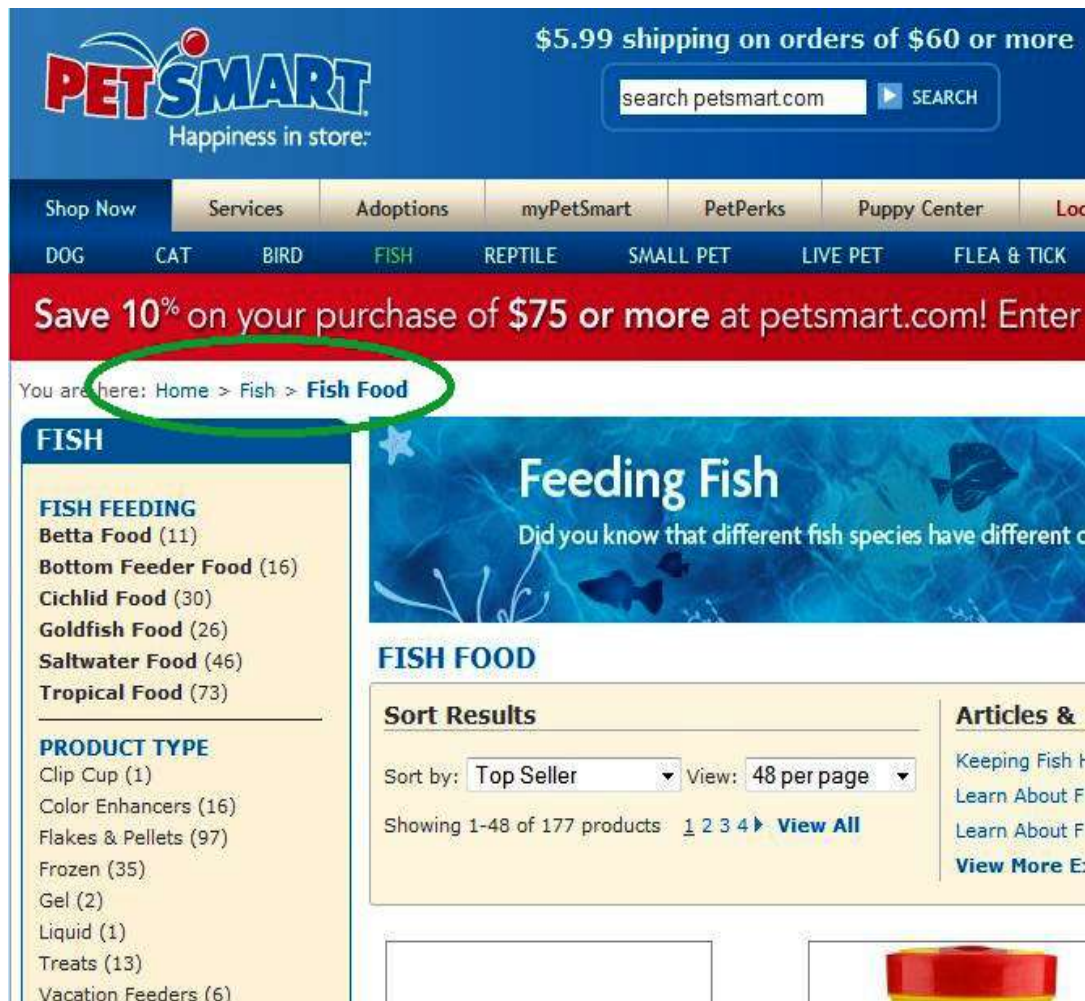 $5.99 shipping on orders of $60 or more
PETSMART
Happiness in store.
search petsmart.com SEARCH
Shop Now Services Adoptions myPetSmart PetPerks Puppy Center Loc
DOG CAT BIRD FISH REPTILE SMALL PET LIVE PET FLEA & TICK
Save 10% on your purchase of $75 or more at petsmart.com! Enter
You are here: Home > Fish > Fish Food
FISH
FISH FEEDING
Betta Food (11)
Bottom Feeder Food (16)
Cichlid Food (30)
Goldfish Food (26)
Saltwater Food (46)
Tropical Food (73)
PRODUCT TYPE
Clip Cup (1)
Color Enhancers (16)
Flakes & Pellets (97)
Frozen (35)
Gel (2)
Liquid (1)
Treats (13)
Vacation Feeders (6)
Feeding Fish
Did you know that different fish species have different
FISH FOOD
Sort Results
Sort by: Top Seller View: 48 per page
Showing 1-48 of 177 products 1 2 3 4 View All
Articles &
Keeping Fish H
Learn About F
Learn About F
View More Ex